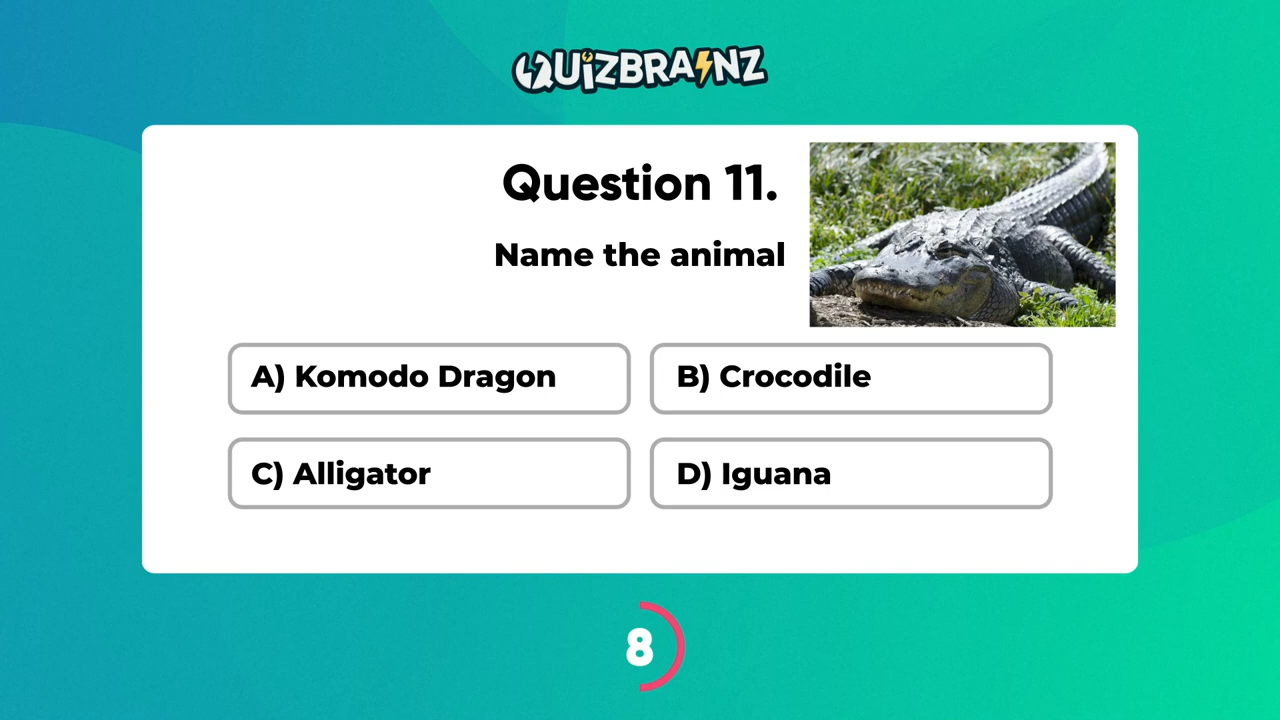 QUIZBRAINZ
Question 11.
Name the animal
A) Komodo Dragon
B) Crocodile
C) Alligator
D) Iguana
8